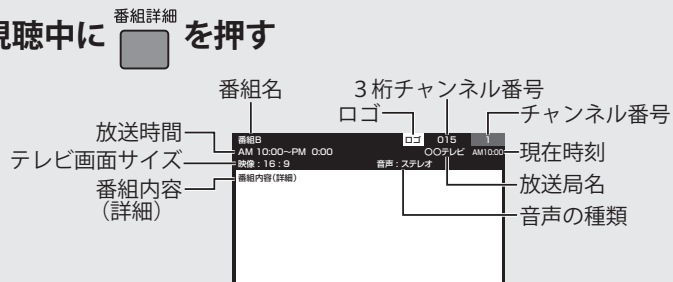 視聴中に 番組詳細 を押す
番組名
3桁チャンネル番号
ロゴ
チャンネル番号
放送時間
テレビ画面サイズ
番組内容
（詳細）
番組B ロゴ 015 1
AM 10:00～PM 0:00 〇〇テレビ AM10:00
映像：16：9 音声：ステレオ
番組内容（詳細）
現在時刻
放送局名
音声の種類